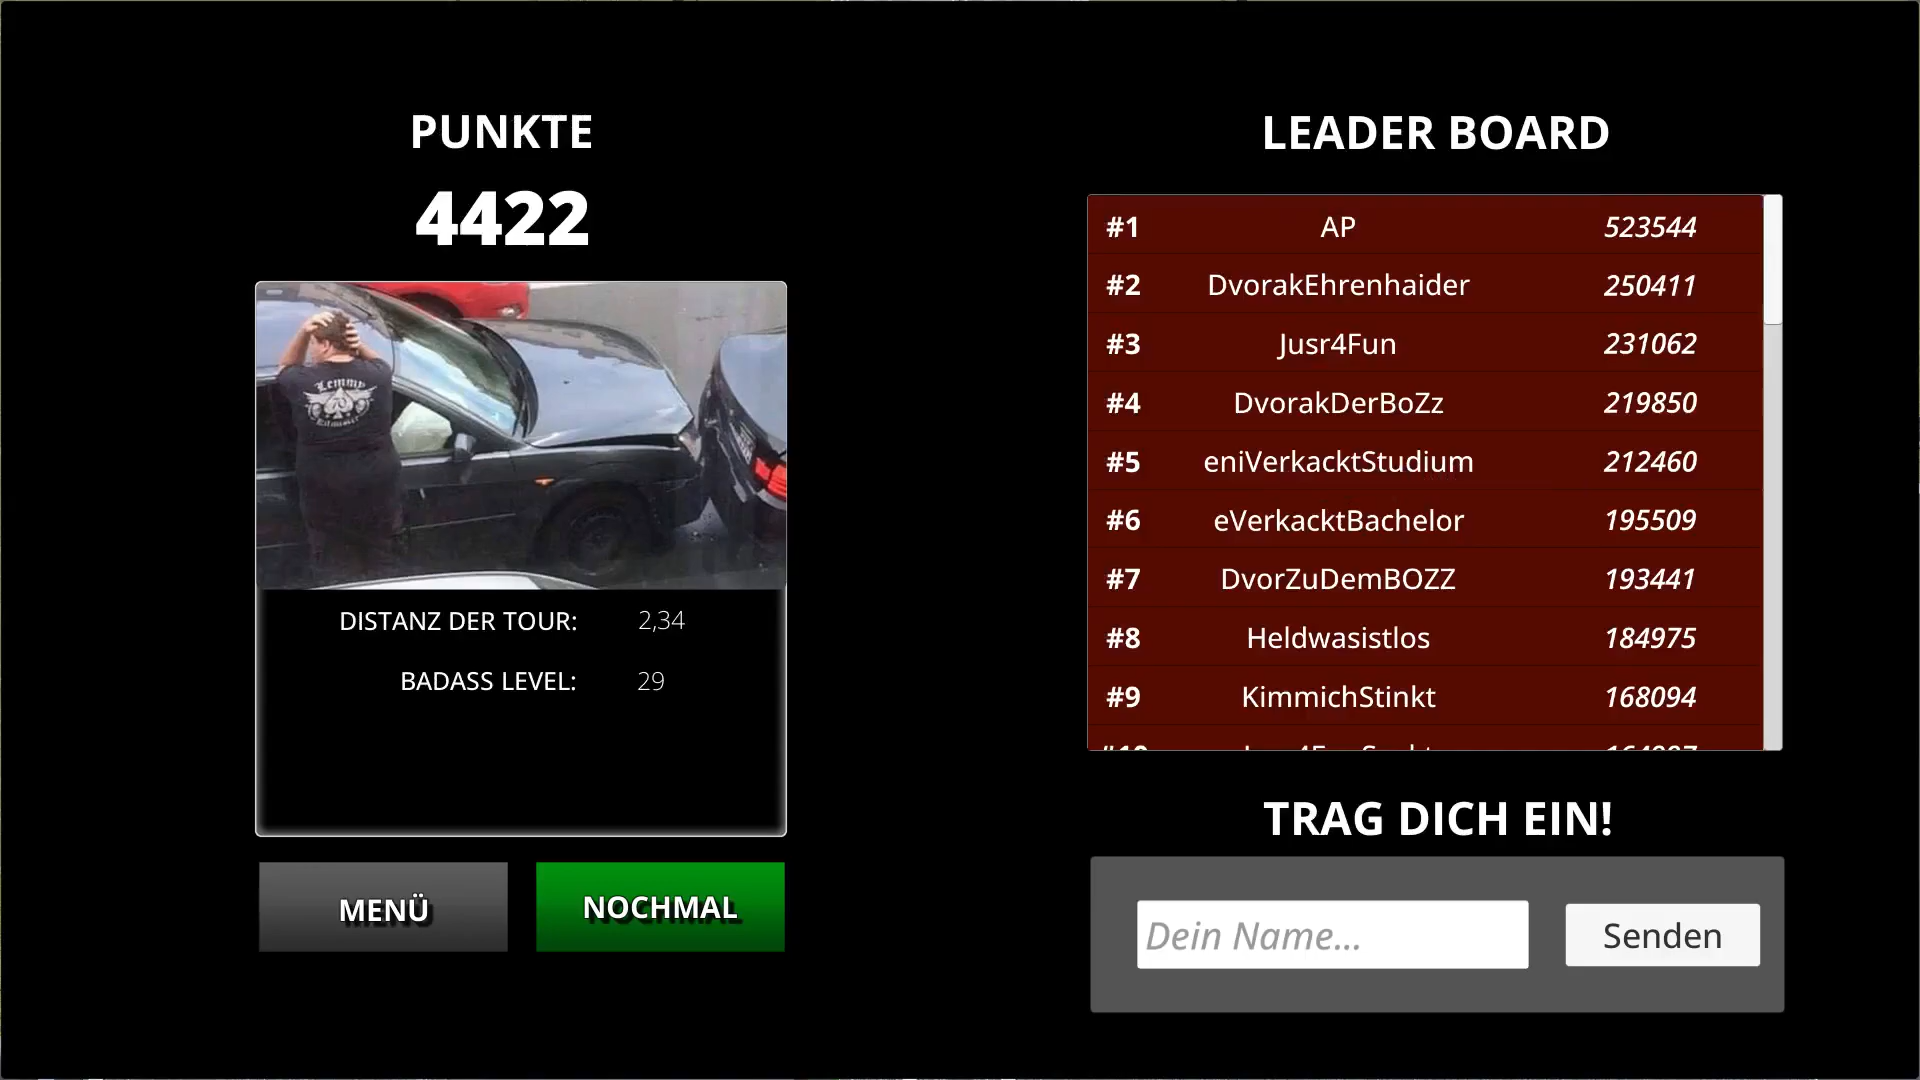 PUNKTE
4422
Lemmy
DISTANZ DER TOUR: 2,34
BADASS LEVEL: 29
MENÜ
NOCHMAL
LEADER BOARD
#1 AP 523544
#2 DvorakEhrenhaider 250411
#3 Jusr4Fun 231062
#4 DvorakDerBoZz 219850
#5 eniVerkacktStudium 212460
#6 eVerkacktBachelor 195509
#7 DvorZuDemBOZZ 193441
#8 Heldwasistlos 184975
#9 KimmichStinkt 168094
#10
TRAG DICH EIN!
Dein Name...
Senden